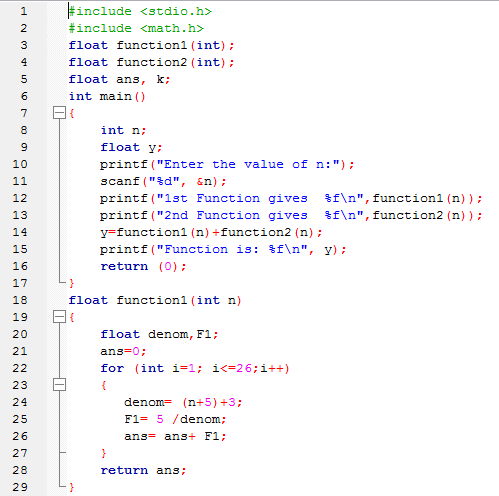 1 #include <stdio.h>
2 #include <math.h>
3 float function1(int);
4 float function2(int);
5 float ans, k;
6 int main()
7 {
8 int n;
9 float y;
10 printf("Enter the value of n:");
11 scanf("%d", &n);
12 printf("1st Function gives  %f\n",function1(n));
13 printf("2nd Function gives  %f\n",function2(n));
14 y=function1(n)+function2(n);
15 printf("Function is: %f\n", y);
16 return (0);
17 }
18 float function1(int n)
19 {
20 float denom,F1;
21 ans=0;
22 for (int i=1; i<=26;i++)
23 {
24 denom= (n+5)+3;
25 F1= 5 /denom;
26 ans= ans+ F1;
27 }
28 return ans;
29 }